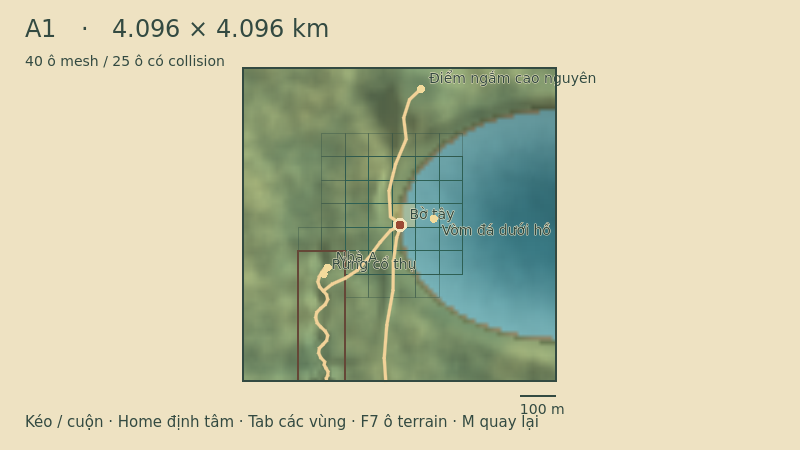 A1 · 4.096 × 4.096 km
40 ô mesh / 25 ô có collision
Điểm ngắm cao nguyên
Bờ tây
Vòm đá dưới hồ
Nhà A
Rừng cổ thụ
100 m
Kéo / cuộn · Home định tâm · Tab các vùng · F7 ô terrain · M quay lại